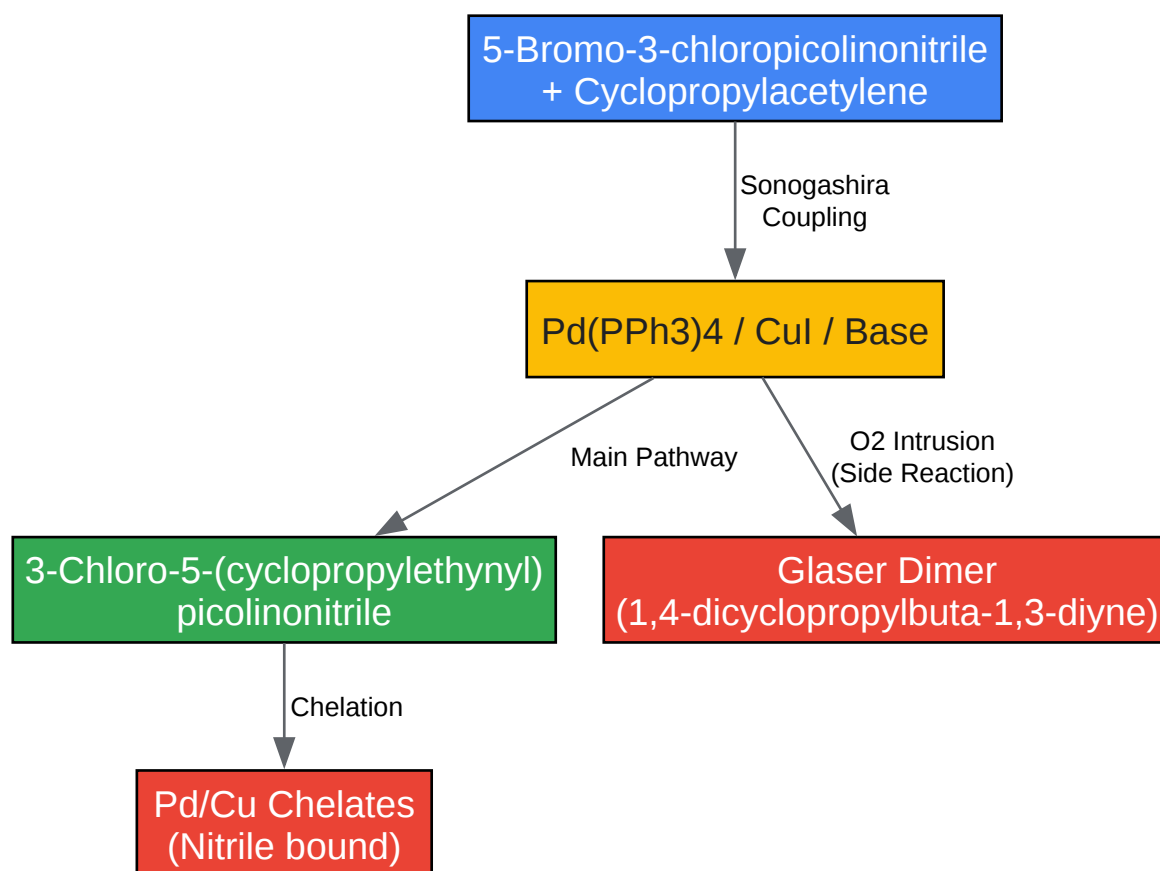 5-Bromo-3-chloropicolinonitrile
+ Cyclopropylacetylene
Sonogashira
Coupling
Pd(PPh3)4 / CuI / Base
Main Pathway
O2 Intrusion
(Side Reaction)
3-Chloro-5-(cyclopropylethynyl)
picolinonitrile
Glaser Dimer
(1,4-dicyclopropylbuta-1,3-diyne)
Chelation
Pd/Cu Chelates
(Nitrile bound)